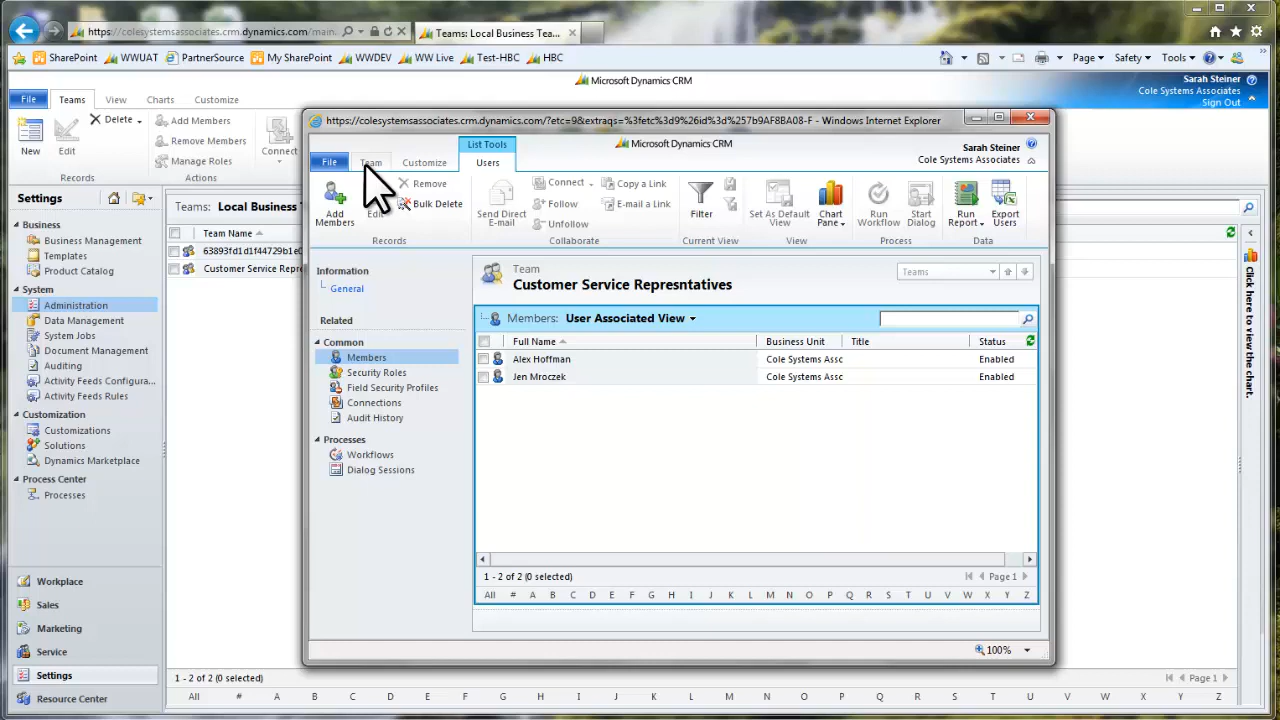 https://colesystemsassociates.crm.dynamics.com/main.
Teams: Local Business Tea...
SharePoint WWUAT PartnerSource My SharePoint WWDEV WW Live Test-HBC HBC
Page Safety Tools
Microsoft Dynamics CRM
Sarah Steiner
Cole Systems Associates
Sign Out
File Teams View Charts Customize
New
Edit
Delete
Add Members
Remove Members
Manage Roles
Connect
Records
Actions
Settings
Business
Business Management
Templates
Product Catalog
System
Administration
Data Management
System Jobs
Document Management
Auditing
Activity Feeds Configura...
Activity Feeds Rules
Customization
Customizations
Solutions
Dynamics Marketplace
Process Center
Processes
Workplace
Sales
Marketing
Service
Settings
Resource Center
Teams: Local Business T
Team Name
63893fd1d1f44729b1e0
Customer Service Repre
https://colesystemsassociates.crm.dynamics.com/?etc=9&extraqs=%3fetc%3d9%26id%3d%257b9AF8BA08-F - Windows Internet Explorer
List Tools
Microsoft Dynamics CRM
Sarah Steiner
Cole Systems Associates
File Team Customize Users
Add
Members
Edit
Remove
Bulk Delete
Records
Send Direct
E-mail
Connect
Follow
Unfollow
Copy a Link
E-mail a Link
Collaborate
Filter
Current View
Set As Default
View
Chart
Pane
View
Run
Workflow
Start
Dialog
Process
Run
Report
Export
Users
Data
Information
General
Related
Common
Members
Security Roles
Field Security Profiles
Connections
Audit History
Processes
Workflows
Dialog Sessions
Team
Customer Service Represntatives
Teams
Members: User Associated View
Full Name Business Unit Title Status
Alex Hoffman Cole Systems Assc Enabled
Jen Mroczek Cole Systems Assc Enabled
1 - 2 of 2 (0 selected)
Page 1
All # A B C D E F G H I J K L M N O P Q R S T U V W X Y Z
100%
Click here to view the chart.
1 - 2 of 2 (0 selected)
Page 1
All # A B C D E F G H I J K L M N O P Q R S T U V W X Y Z